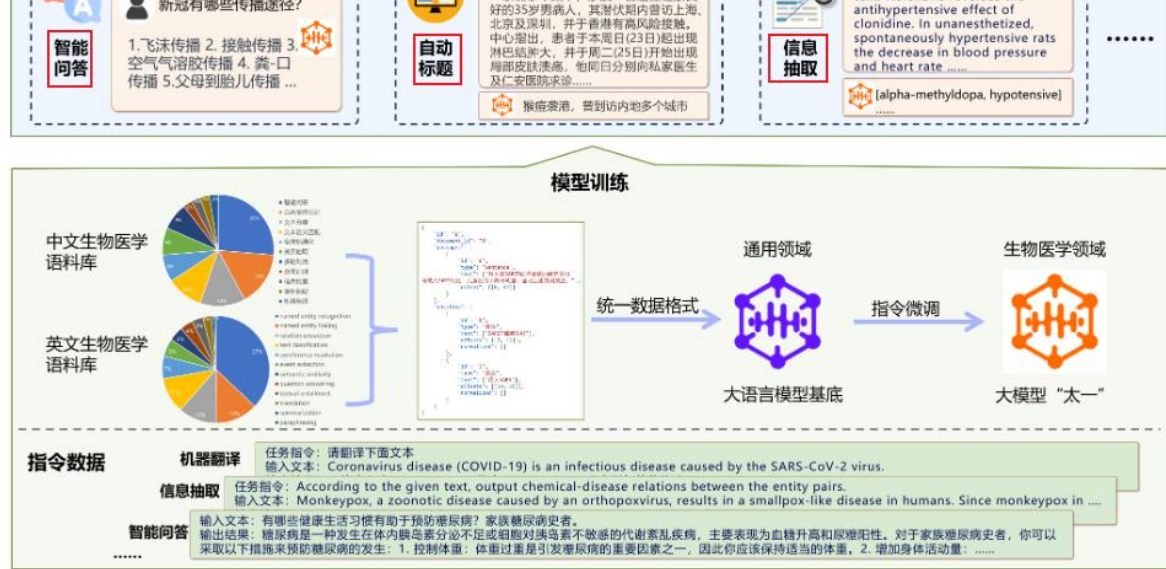 新冠有哪些传播途径?
智能
问答
1.飞沫传播 2. 接触传播 3.
空气气溶胶传播 4. 粪-口
传播 5.父母到胎儿传播 ...
好的35岁男病人，其潜伏期内曾访上海、
北京及深圳，并于香港有高风险接触。
中心指出，患者于本周日(23日)起出现
淋巴结肿大，并于周二(25日)开始出现
局部皮肤溃疡，他同日分别向私家医生
及仁安医院求诊......
自动
标题
猴痘袭港，曾到访内地多个城市
antihypertensive effect of
clonidine. In unanesthetized,
spontaneously hypertensive rats
the decrease in blood pressure
and heart rate ......
信息
抽取
[alpha-methyldopa, hypotensive]
......
......
模型训练
中文生物医学
语料库
英文生物医学
语料库
named entity recognition
named entity linking
relation extraction
text classification
coreference resolution
event extraction
semantic similarity
question answering
textual entailment
translation
summarization
paraphrasing
统一数据格式
通用领域
大语言模型基底
指令微调
生物医学领域
大模型“太一”
指令数据
机器翻译
任务指令：请翻译下面文本
输入文本：Coronavirus disease (COVID-19) is an infectious disease caused by the SARS-CoV-2 virus.
信息抽取
任务指令：According to the given text, output chemical-disease relations between the entity pairs.
输入文本：Monkeypox, a zoonotic disease caused by an orthopoxvirus, results in a smallpox-like disease in humans. Since monkeypox in ....
智能问答
输入文本：有哪些健康生活习惯有助于预防糖尿病？家族糖尿病史者。
输出结果：糖尿病是一种发生在体内胰岛素分泌不足或细胞对胰岛素不敏感的代谢紊乱疾病，主要表现为血糖升高和尿糖阳性。对于家族糖尿病史者，你可以
采取以下措施来预防糖尿病的发生：1. 控制体重：体重过重是引发糖尿病的重要因素之一，因此你应该保持适当的体重。2. 增加身体活动量：......
......